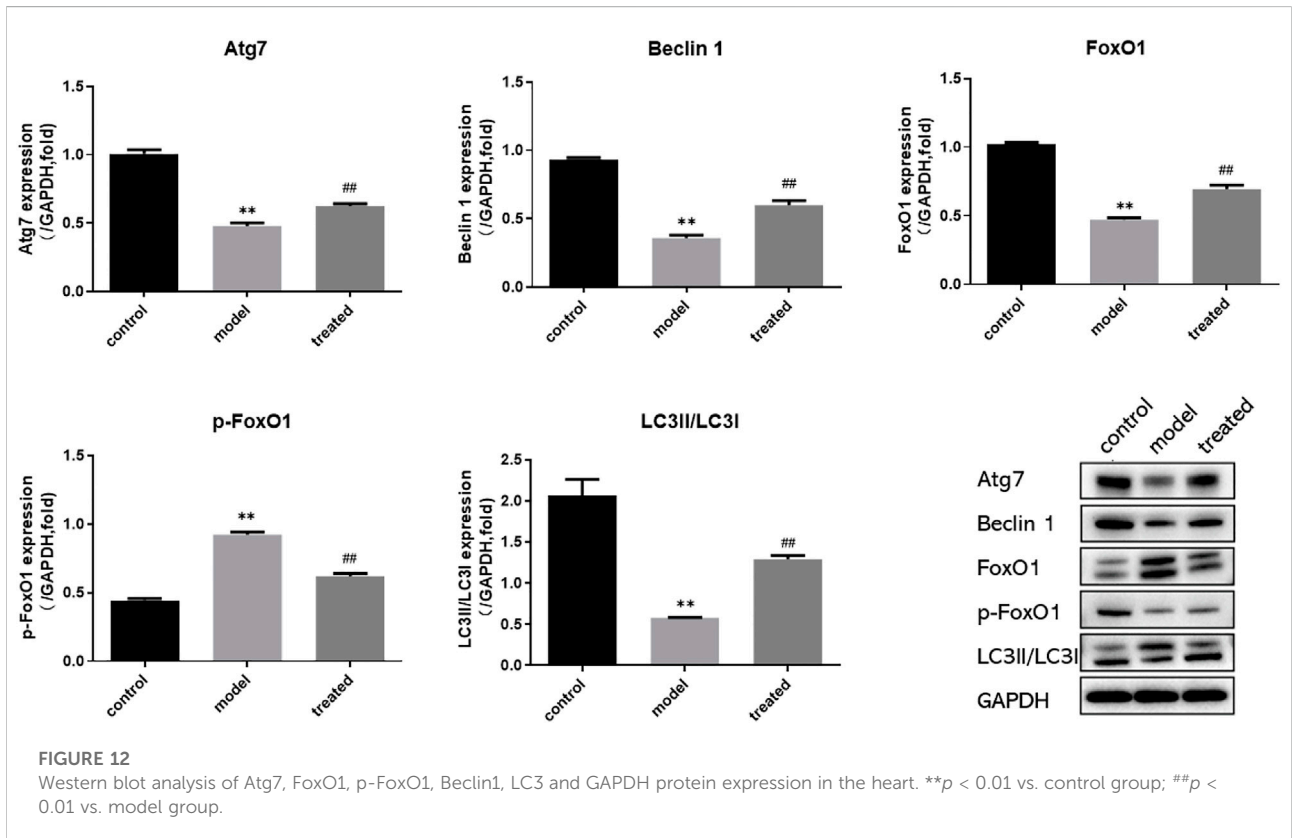 Atg7
Atg7 expression
(/GAPDH,fold)
1.5
1.0
0.5
0.0
**
##
control
model
treated
Beclin 1
Beclin 1 expression
(/GAPDH,fold)
1.5
1.0
0.5
0.0
**
##
control
model
treated
FoxO1
FoxO1 expression
(/GAPDH,fold)
1.5
1.0
0.5
0.0
**
##
control
model
treated
p-FoxO1
p-FoxO1 expression
(/GAPDH,fold)
1.5
1.0
0.5
0.0
**
##
control
model
treated
LC3II/LC3I
LC3II/LC3I expression
(/GAPDH,fold)
2.5
2.0
1.5
1.0
0.5
0.0
**
##
control
model
treated
control
model
treated
Atg7
Beclin 1
FoxO1
p-FoxO1
LC3II/LC3I
GAPDH
FIGURE 12
Western blot analysis of Atg7, FoxO1, p-FoxO1, Beclin1, LC3 and GAPDH protein expression in the heart. **p < 0.01 vs. control group; ##p <
0.01 vs. model group.